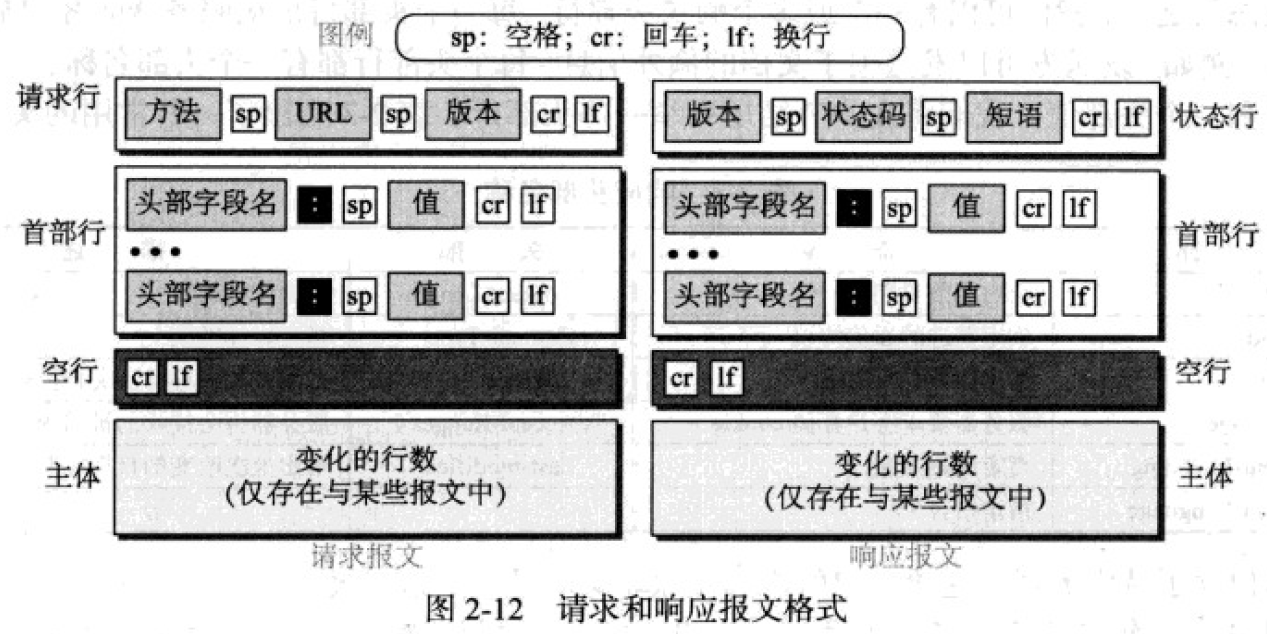 图例 sp：空格；cr：回车；lf：换行
请求行 方法 sp URL sp 版本 cr lf
首部行
头部字段名 : sp 值 cr lf
•••
头部字段名 : sp 值 cr lf
空行 cr lf
主体
变化的行数
(仅存在与某些报文中)
请求报文
版本 sp 状态码 sp 短语 cr lf 状态行
头部字段名 : sp 值 cr lf
•••
头部字段名 : sp 值 cr lf
首部行
cr lf 空行
变化的行数
(仅存在与某些报文中)
主体
响应报文
图 2-12 请求和响应报文格式